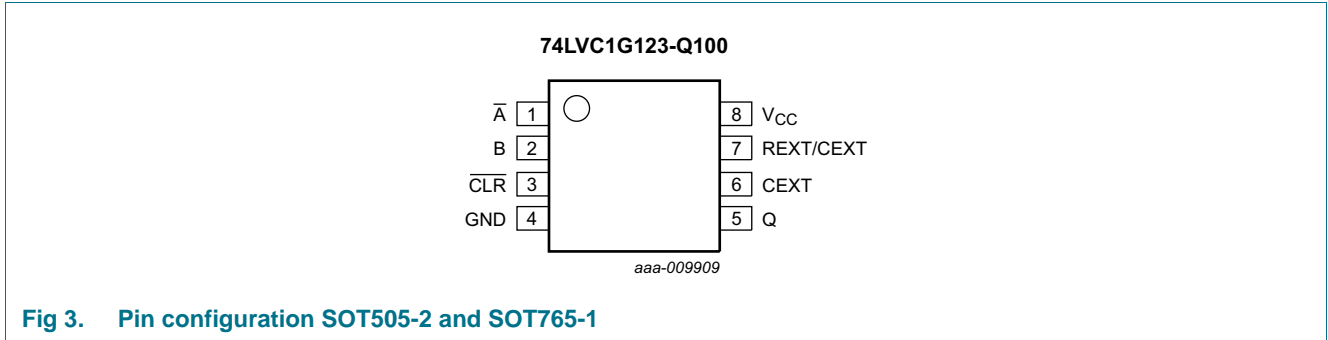 74LVC1G123-Q100
A̅ 1 8 VCC
B 2 7 REXT/CEXT
C̅L̅R̅ 3 6 CEXT
GND 4 5 Q
aaa-009909
Fig 3. Pin configuration SOT505-2 and SOT765-1